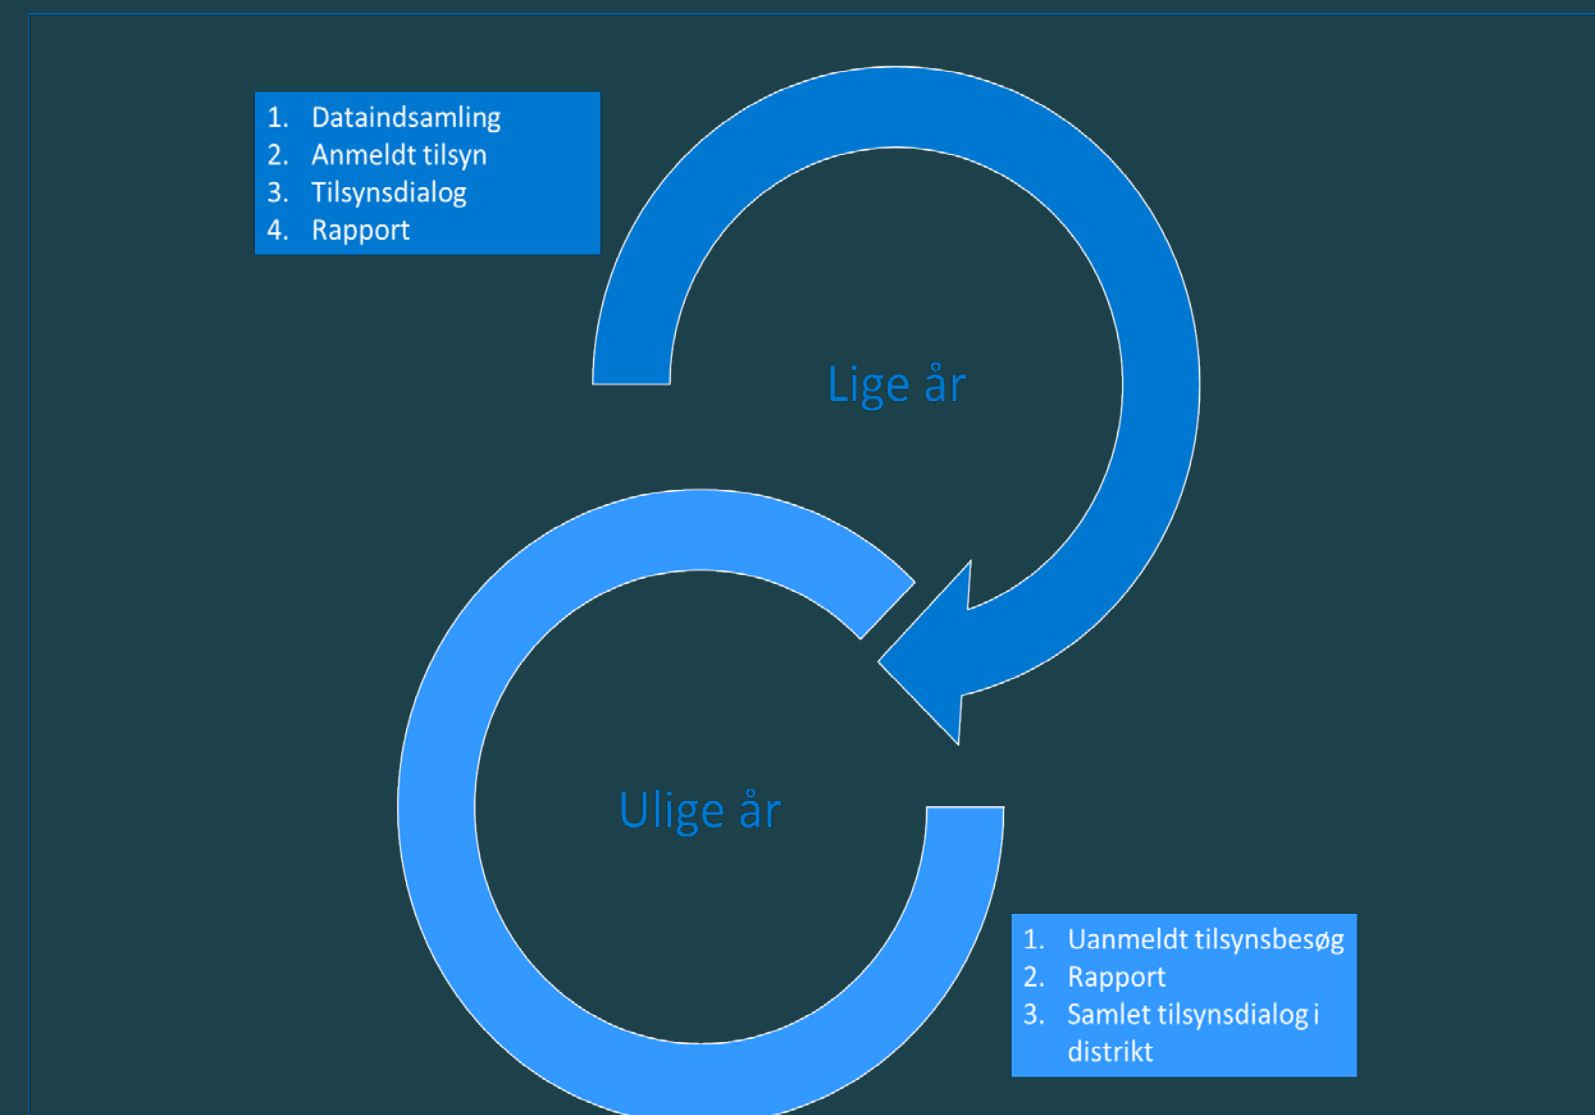 1. Dataindsamling
2. Anmeldt tilsyn
3. Tilsynsdialog
4. Rapport
Lige år
Ulige år
1. Uanmeldt tilsynsbesøg
2. Rapport
3. Samlet tilsynsdialog i
distrikt